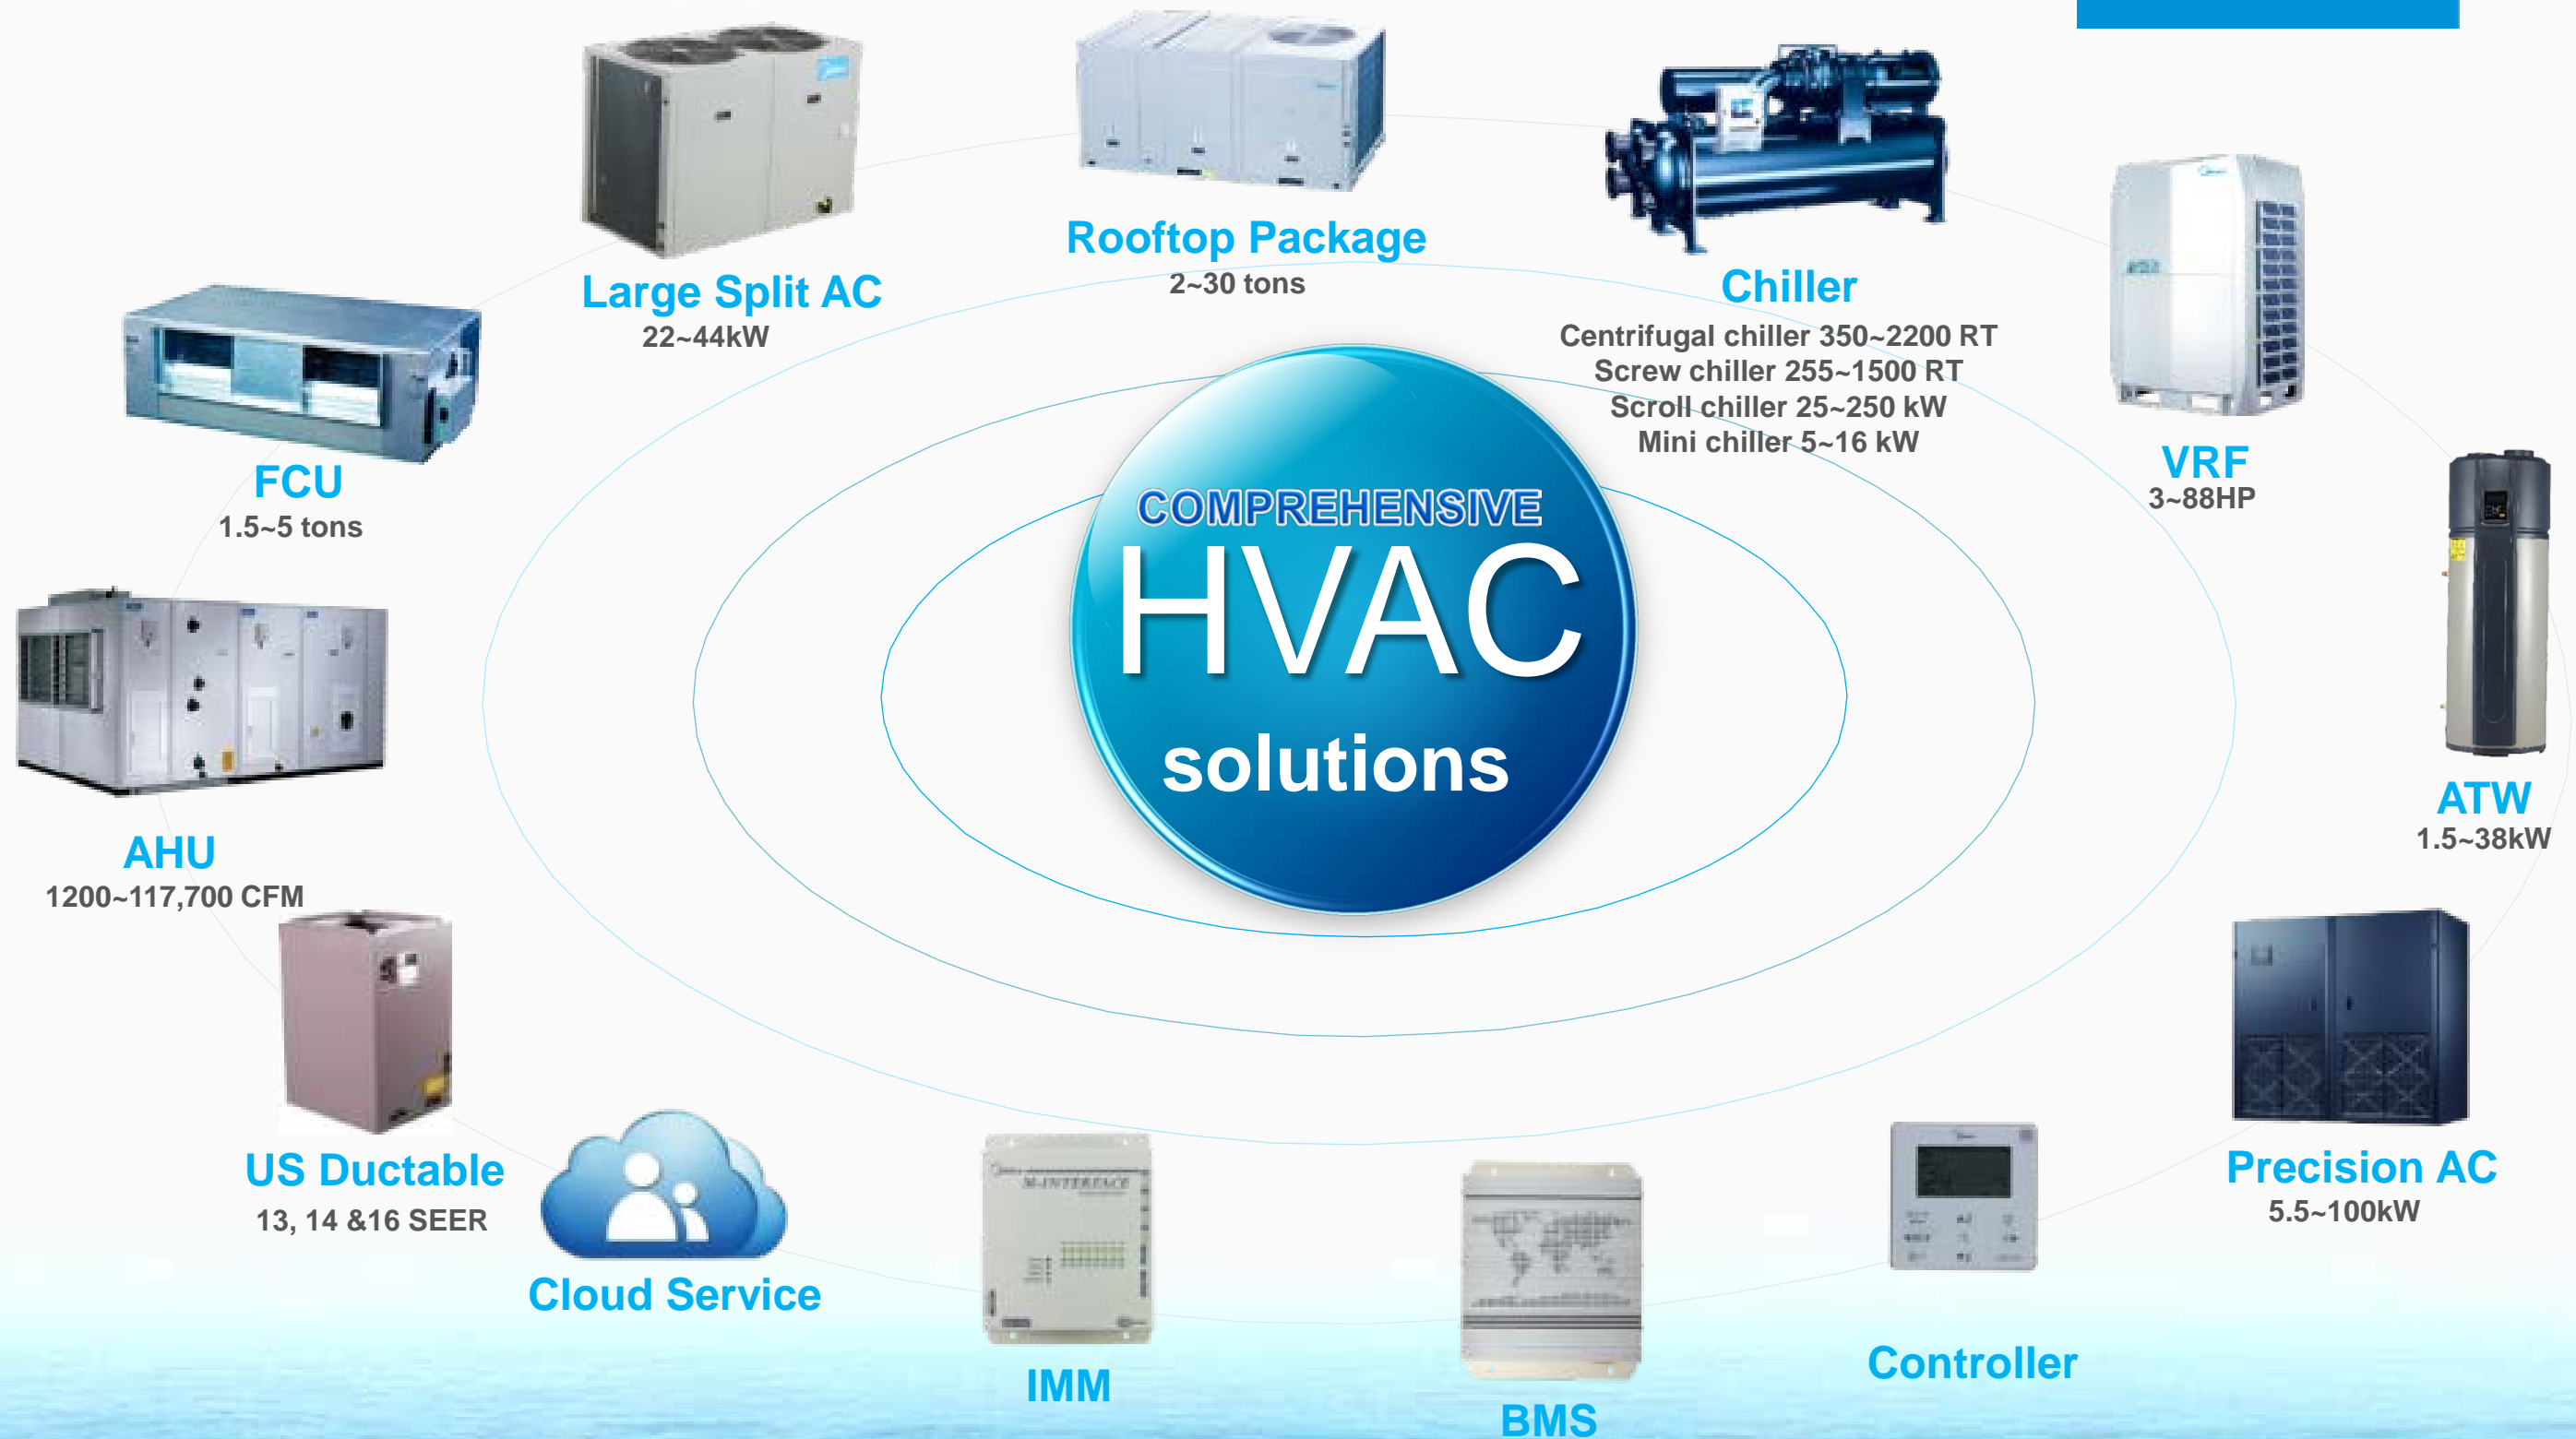 Large Split AC
22~44kW
Rooftop Package
2~30 tons
Chiller
Centrifugal chiller 350~2200 RT
Screw chiller 255~1500 RT
Scroll chiller 25~250 kW
Mini chiller 5~16 kW
VRF
3~88HP
FCU
1.5~5 tons
COMPREHENSIVE
HVAC
solutions
ATW
1.5~38kW
AHU
1200~117,700 CFM
US Ductable
13, 14 &16 SEER
Cloud Service
M-INTERFACE
IMM
BMS
Controller
Precision AC
5.5~100kW